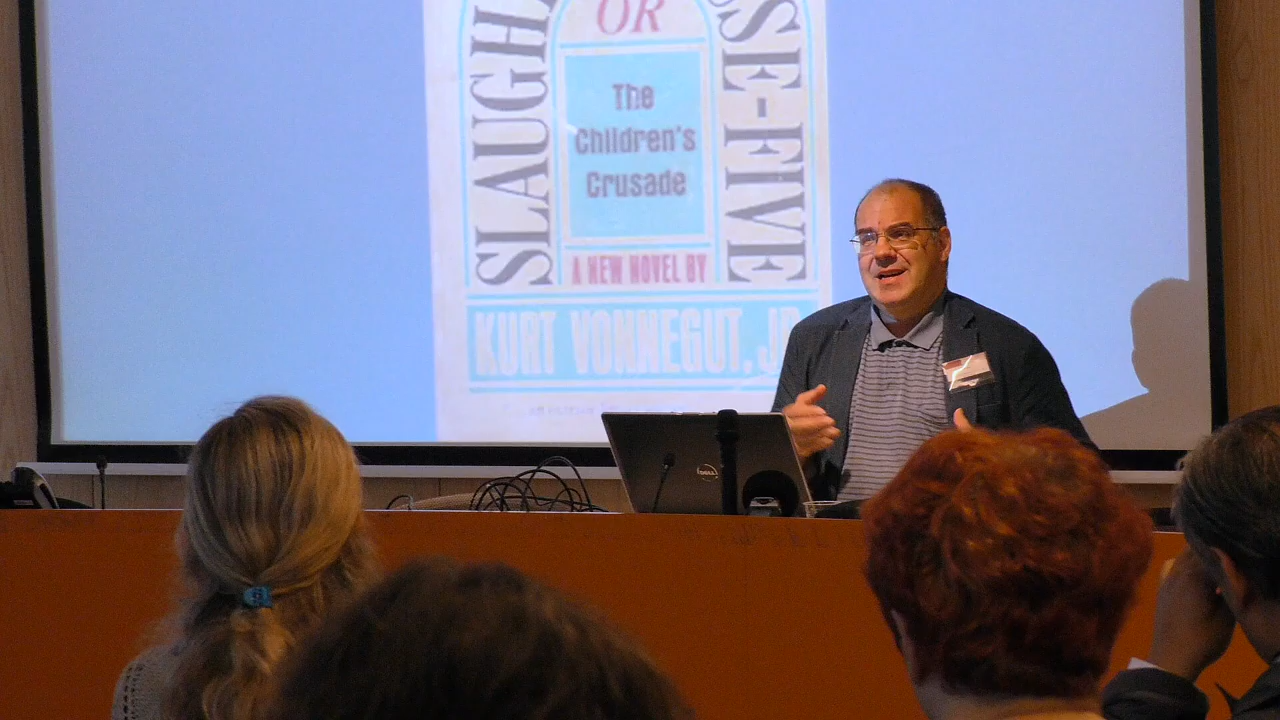 SLAUGH
OR
The
Children's
Crusade
SE-FIVE
A NEW NOVEL BY
KURT VONNEGUT, JR
DELL